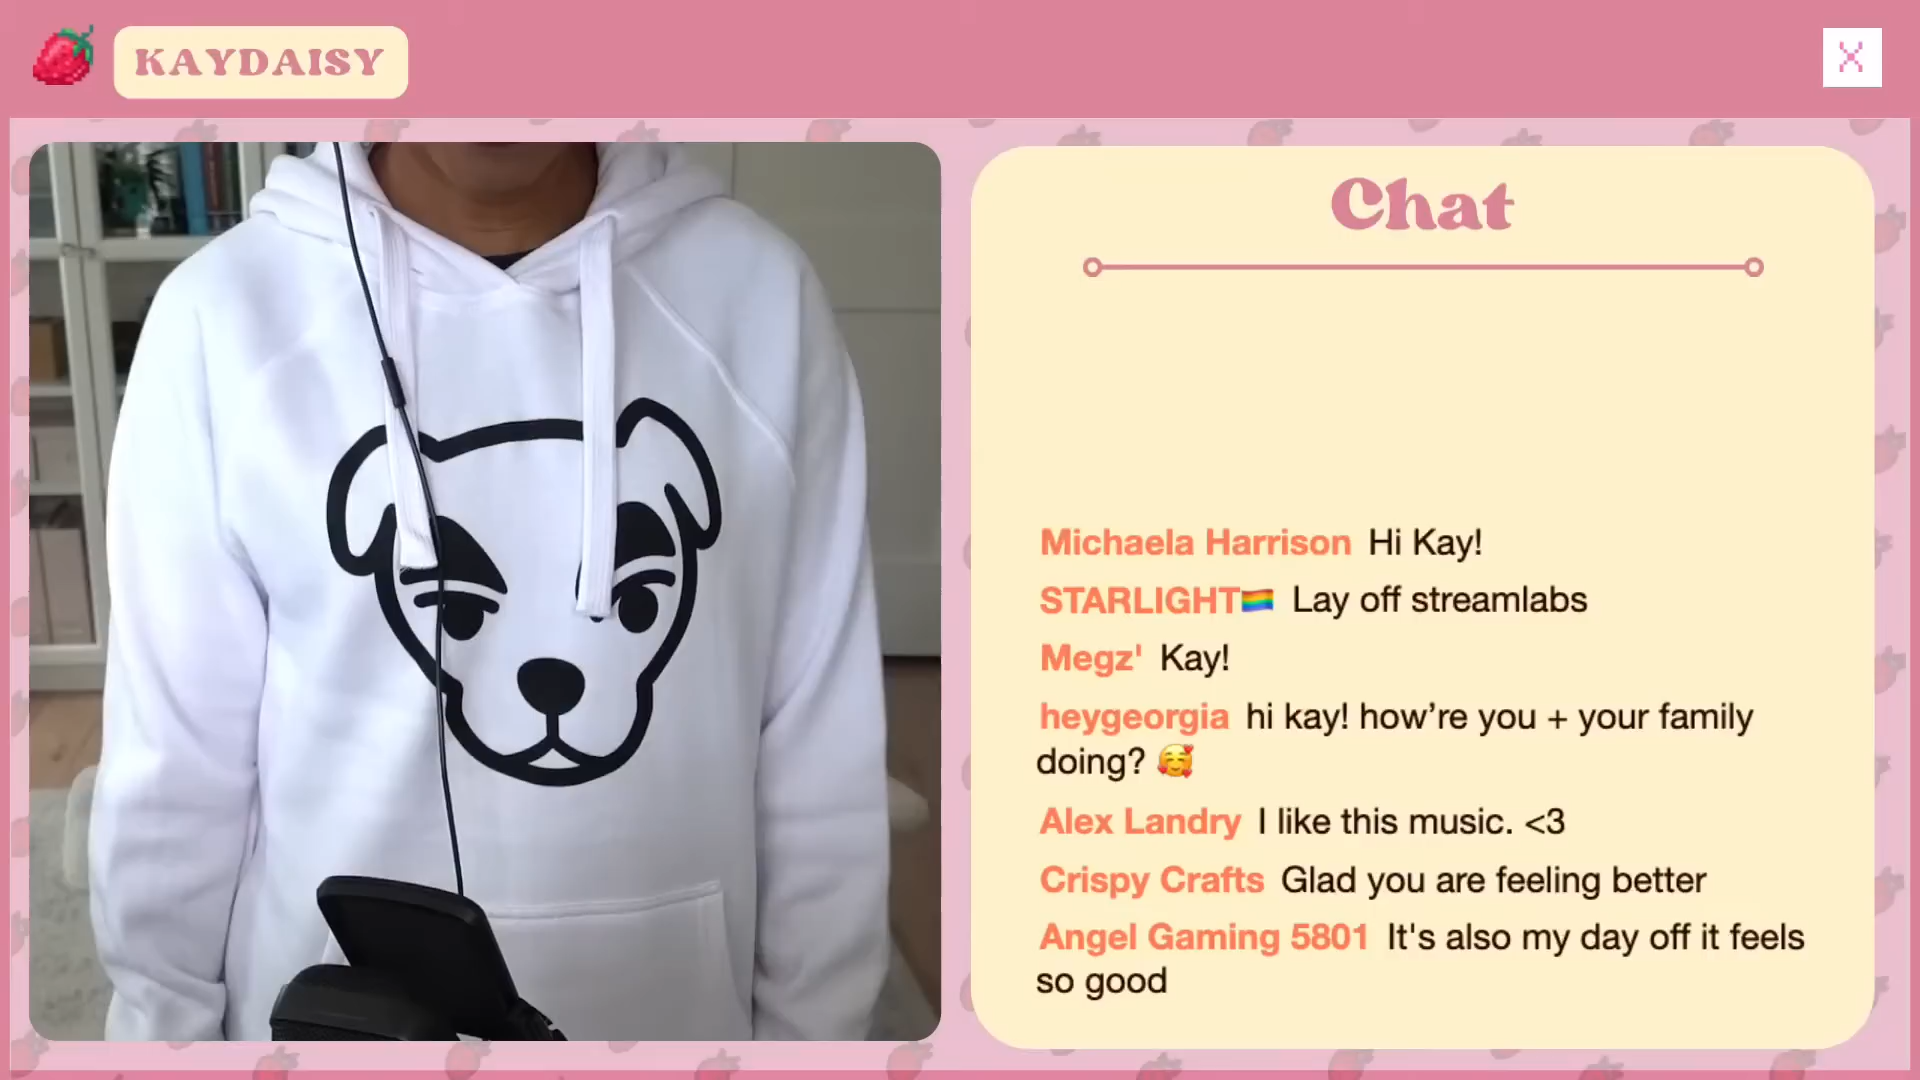 KAYDAISY
Chat
Michaela Harrison Hi Kay!
STARLIGHT🏳️‍🌈 Lay off streamlabs
Megz' Kay!
heygeorgia hi kay! how’re you + your family
doing? 🥰
Alex Landry I like this music. <3
Crispy Crafts Glad you are feeling better
Angel Gaming 5801 It's also my day off it feels
so good